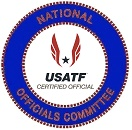 NATIONAL
USATF
CERTIFIED OFFICIAL
OFFICIALS COMMITTEE